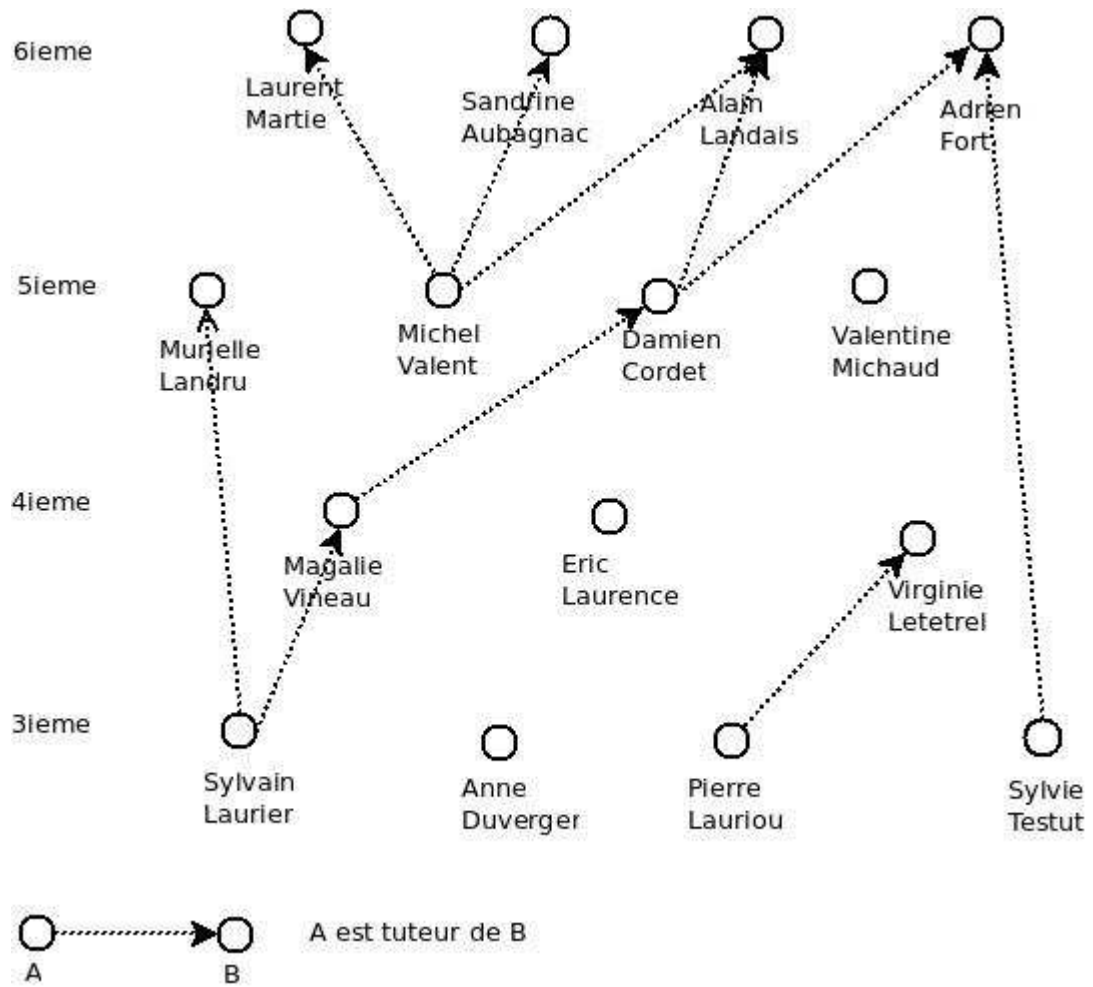 6ieme
Laurent
Martie
Sandrine
Aubagnac
Alain
Landais
Adrien
Fort
5ieme
Murielle
Landru
Michel
Valent
Damien
Cordet
Valentine
Michaud
4ieme
Magalie
Vineau
Eric
Laurence
Virginie
Letetrel
3ieme
Sylvain
Laurier
Anne
Duverger
Pierre
Lauriou
Sylvie
Testut
A est tuteur de B
A
B